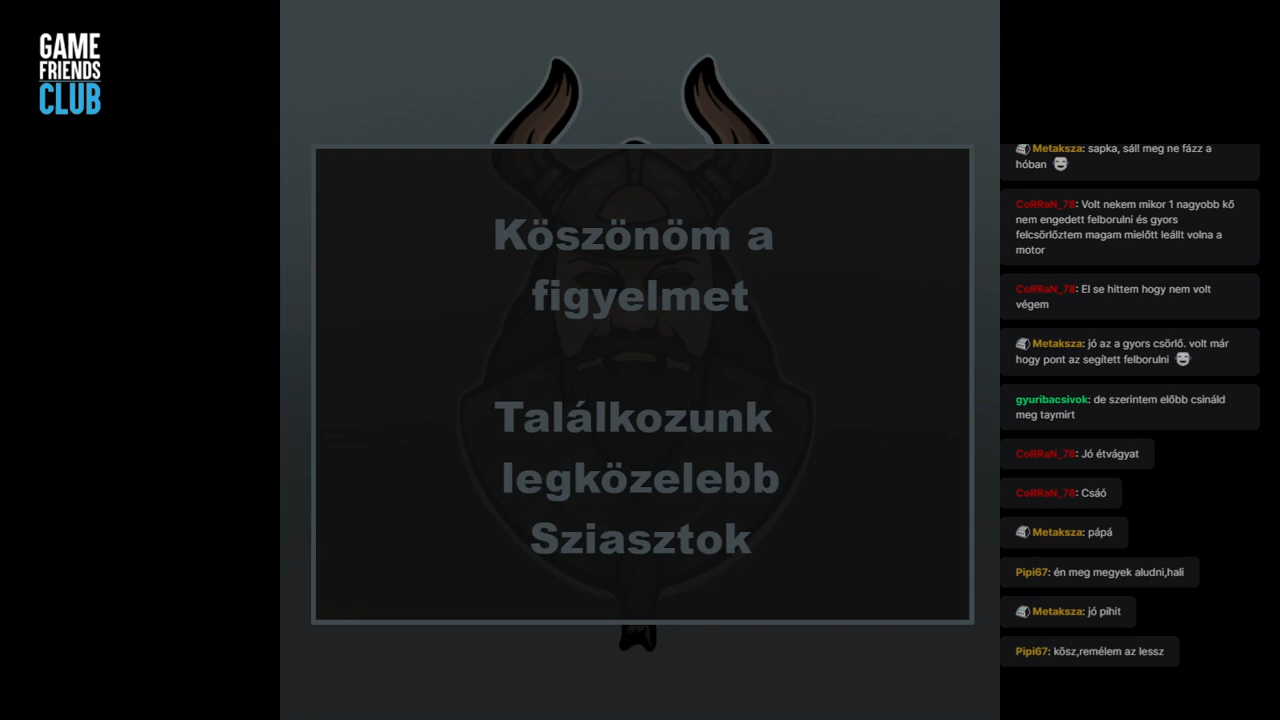 GAME
FRIENDS
CLUB
Köszönöm a
figyelmet
Találkozunk
legközelebb
Sziasztok
Metaksza: sapka, sál! meg ne fázz a
hóban
CoRRaN_78: Volt nekem mikor 1 nagyobb kő
nem engedett felborulni és gyors
felcsőrlőztem magam mielőtt leállt volna a
motor
CoRRaN_78: El se hittem hogy nem volt
végem
Metaksza: jó az a gyors csőrlő. volt már
hogy pont az segített felborulni
gyuribacsivok: de szerintem előbb csináld
meg taymirt
CoRRaN_78: Jó étvágyat
CoRRaN_78: Csáó
Metaksza: pápá
Pipi67: én meg megyek aludni,hali
Metaksza: jó pihit
Pipi67: kősz,remélem az lessz